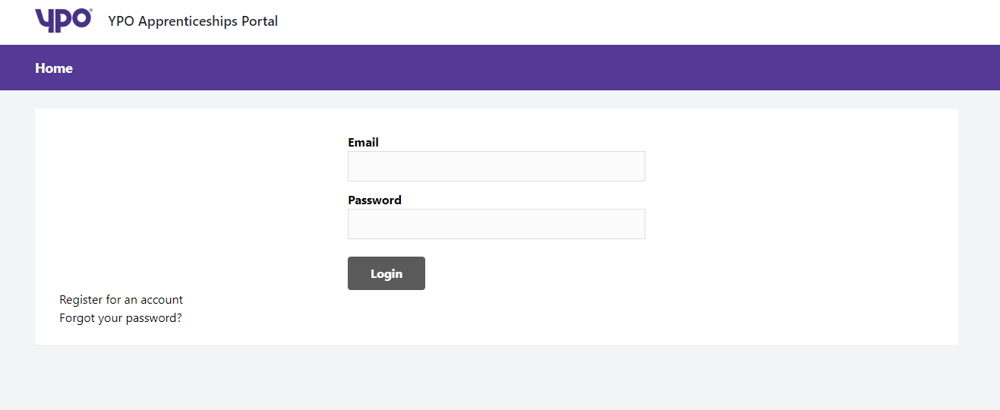 YPO® YPO Apprenticeships Portal
Home
Email
Password
Login
Register for an account
Forgot your password?